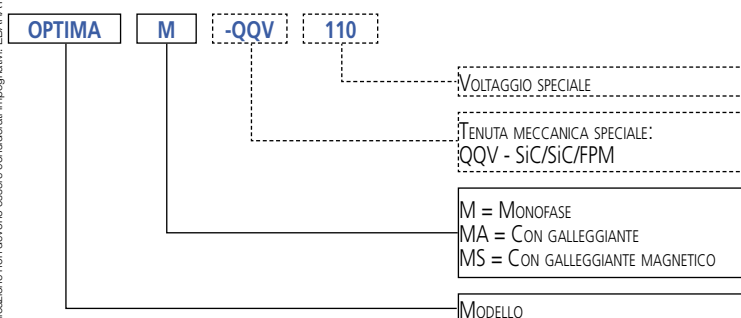 OPTIMA M -QQV 110
VOLTAGGIO SPECIALE
TENUTA MECCANICA SPECIALE:
QQV - SiC/SiC/FPM
M = MONOFASE
MA = CON GALLEGGIANTE
MS = CON GALLEGGIANTE MAGNETICO
MODELLO